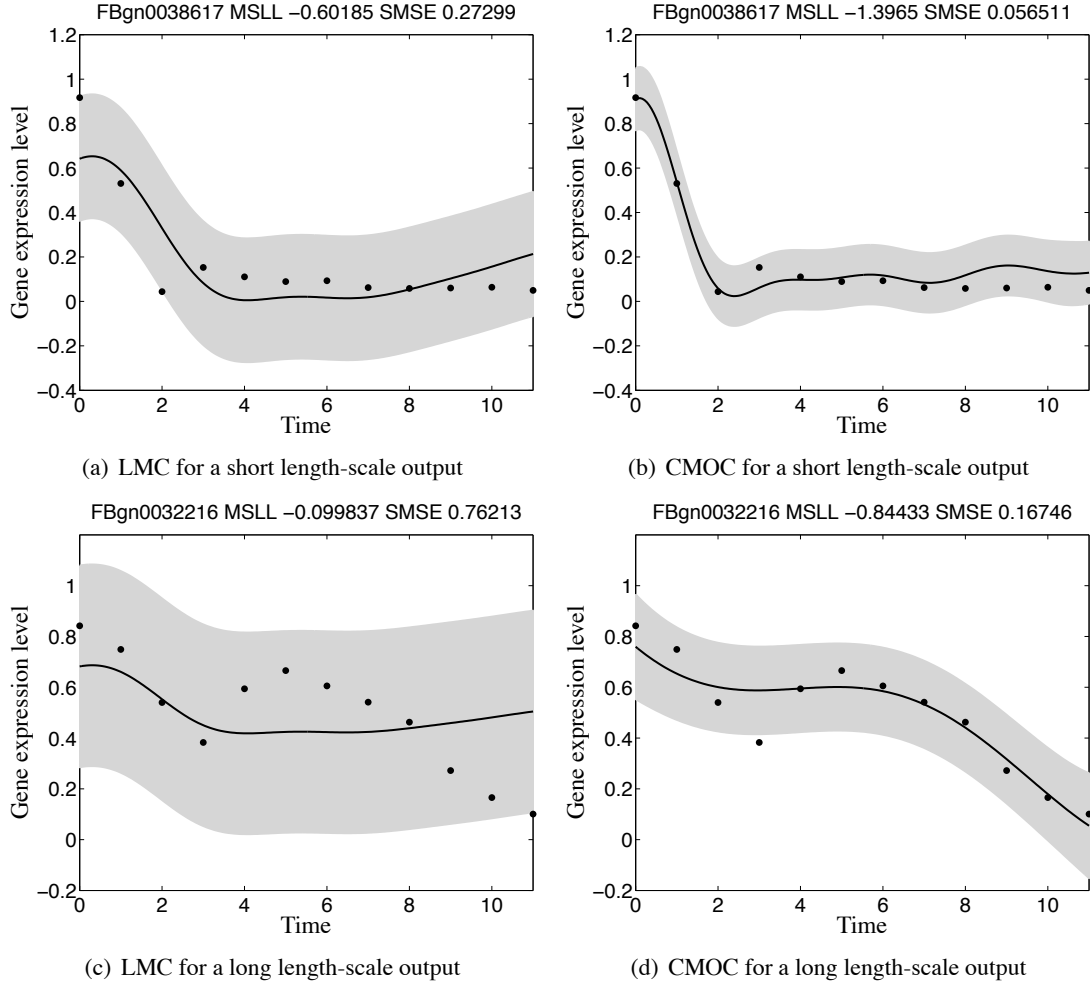 FBgn0038617 MSLL −0.60185 SMSE 0.27299
1.2
1
0.8
0.6
0.4
0.2
0
−0.2
−0.4
Gene expression level
0 2 4 6 8 10
Time
(a) LMC for a short length-scale output
FBgn0038617 MSLL −1.3965 SMSE 0.056511
1.2
1
0.8
0.6
0.4
0.2
0
−0.2
−0.4
Gene expression level
0 2 4 6 8 10
Time
(b) CMOC for a short length-scale output
FBgn0032216 MSLL −0.099837 SMSE 0.76213
1
0.8
0.6
0.4
0.2
0
−0.2
Gene expression level
0 2 4 6 8 10
Time
(c) LMC for a long length-scale output
FBgn0032216 MSLL −0.84433 SMSE 0.16746
1
0.8
0.6
0.4
0.2
0
−0.2
Gene expression level
0 2 4 6 8 10
Time
(d) CMOC for a long length-scale output